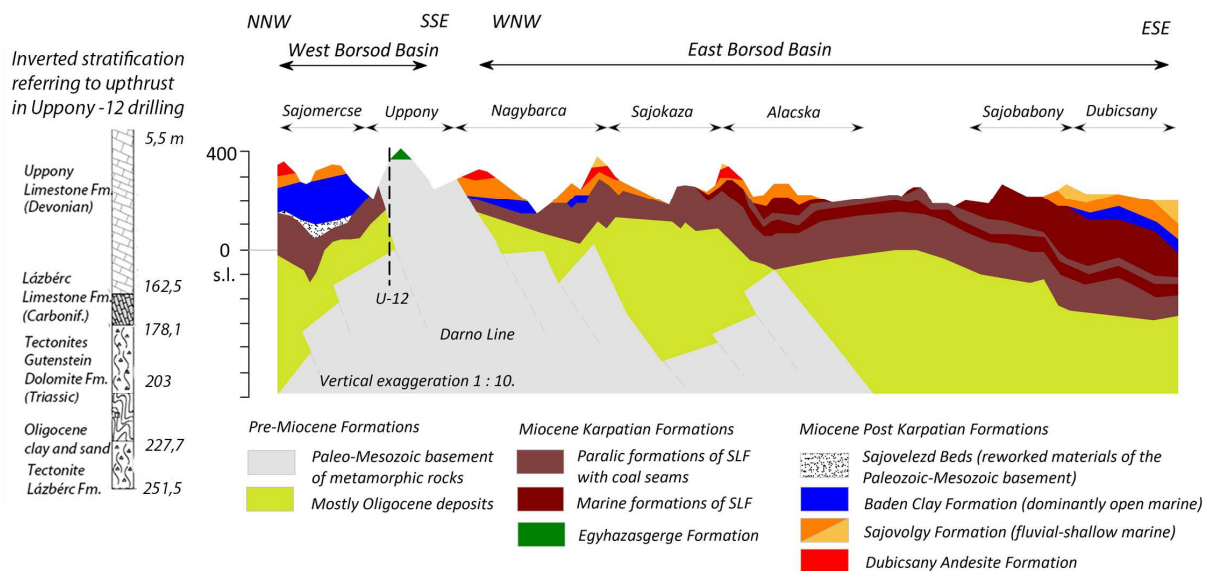 NNW
SSE
WNW
ESE
West Borsod Basin
East Borsod Basin
Inverted stratification
referring to upthrust
in Uppony -12 drilling
Sajomercse
Uppony
Nagybarca
Sajokaza
Alacska
Sajobabony
Dubicsany
5,5 m
Uppony
Limestone Fm.
(Devonian)
Lázbérc
Limestone Fm.
(Carbonif.)
162,5
178,1
Tectonites
Gutenstein
Dolomite Fm.
(Triassic)
203
Oligocene
clay and sand
227,7
Tectonite
Lázbérc Fm.
251,5
400
0
s.l.
U-12
Darno Line
Vertical exaggeration 1 : 10.
Pre-Miocene Formations
Paleo-Mesozoic basement
of metamorphic rocks
Mostly Oligocene deposits
Miocene Karpatian Formations
Paralic formations of SLF
with coal seams
Marine formations of SLF
Egyhazasgerge Formation
Miocene Post Karpatian Formations
Sajovelezd Beds (reworked materials of the
Paleozoic-Mesozoic basement)
Baden Clay Formation (dominantly open marine)
Sajovolgy Formation (fluvial-shallow marine)
Dubicsany Andesite Formation